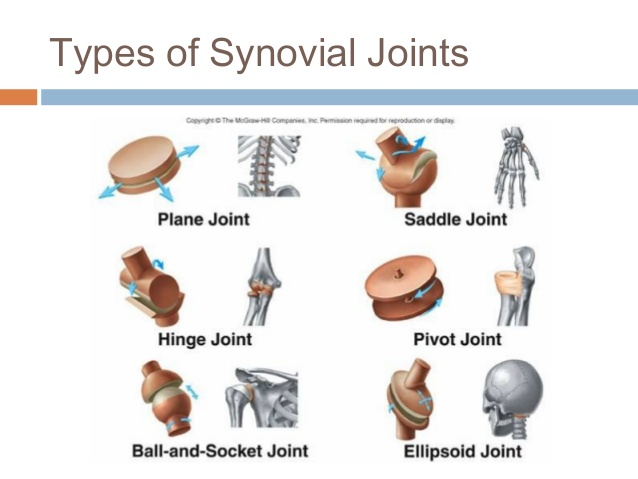 Types of Synovial Joints
Copyright © The McGraw-Hill Companies, Inc. Permission required for reproduction or display.
Plane Joint
Saddle Joint
Hinge Joint
Pivot Joint
Ball-and-Socket Joint
Ellipsoid Joint